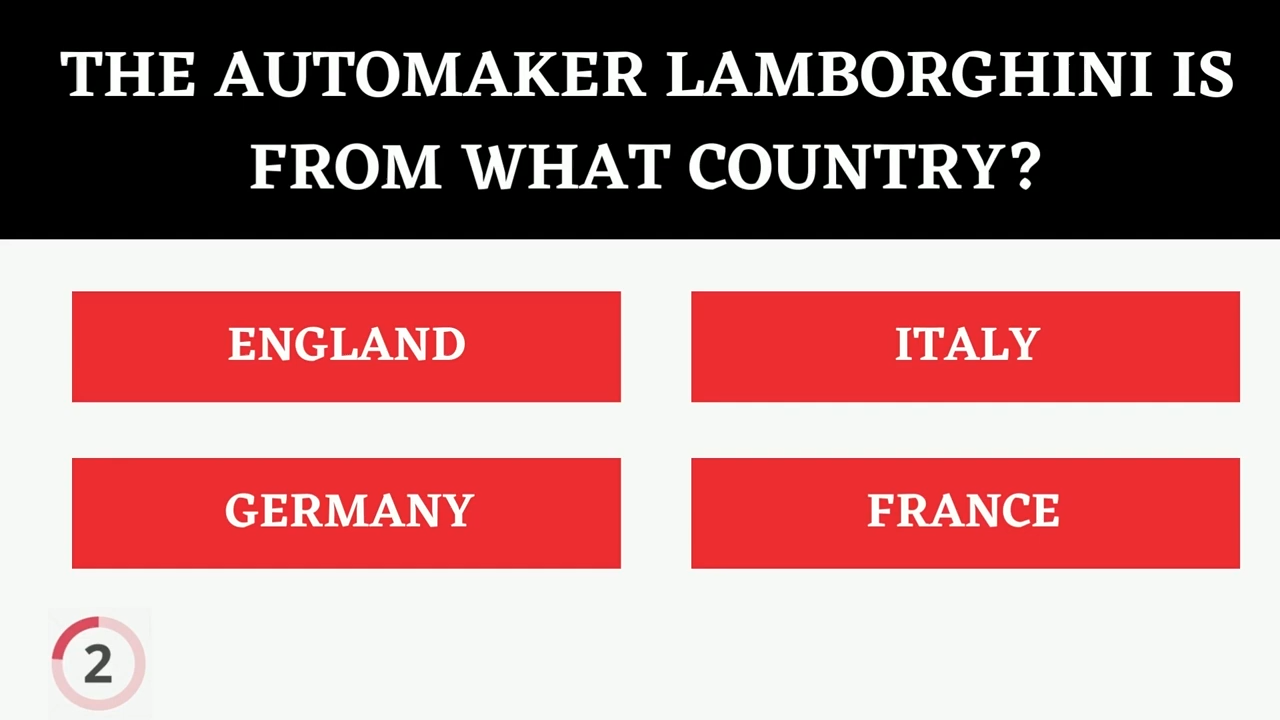 THE AUTOMAKER LAMBORGHINI IS
FROM WHAT COUNTRY?
ENGLAND
ITALY
GERMANY
FRANCE
2